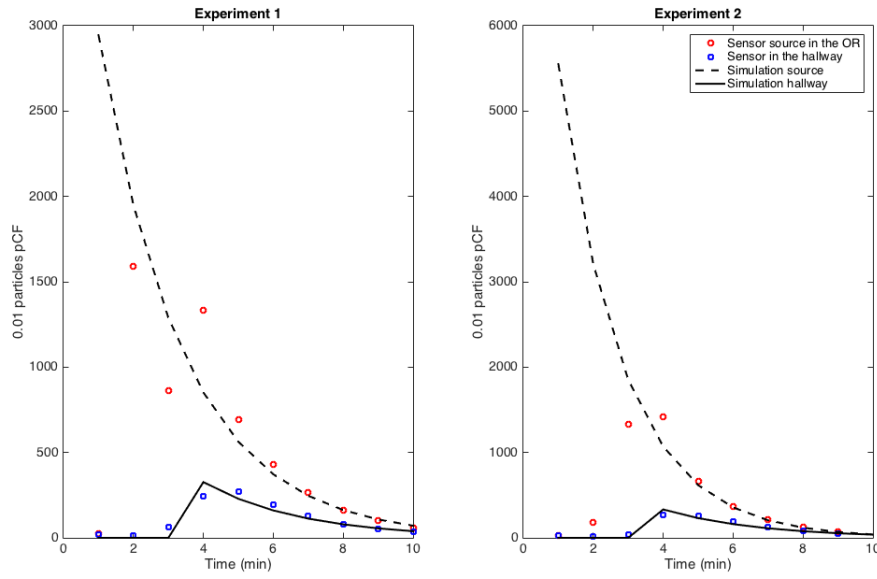 Experiment 1
3000
2500
2000
1500
1000
500
0
0 2 4 6 8 10
0.01 particles pCF
Time (min)
Experiment 2
6000
5000
4000
3000
2000
1000
0
0 2 4 6 8 10
0.01 particles pCF
Time (min)
Sensor source in the OR
Sensor in the hallway
Simulation source
Simulation hallway